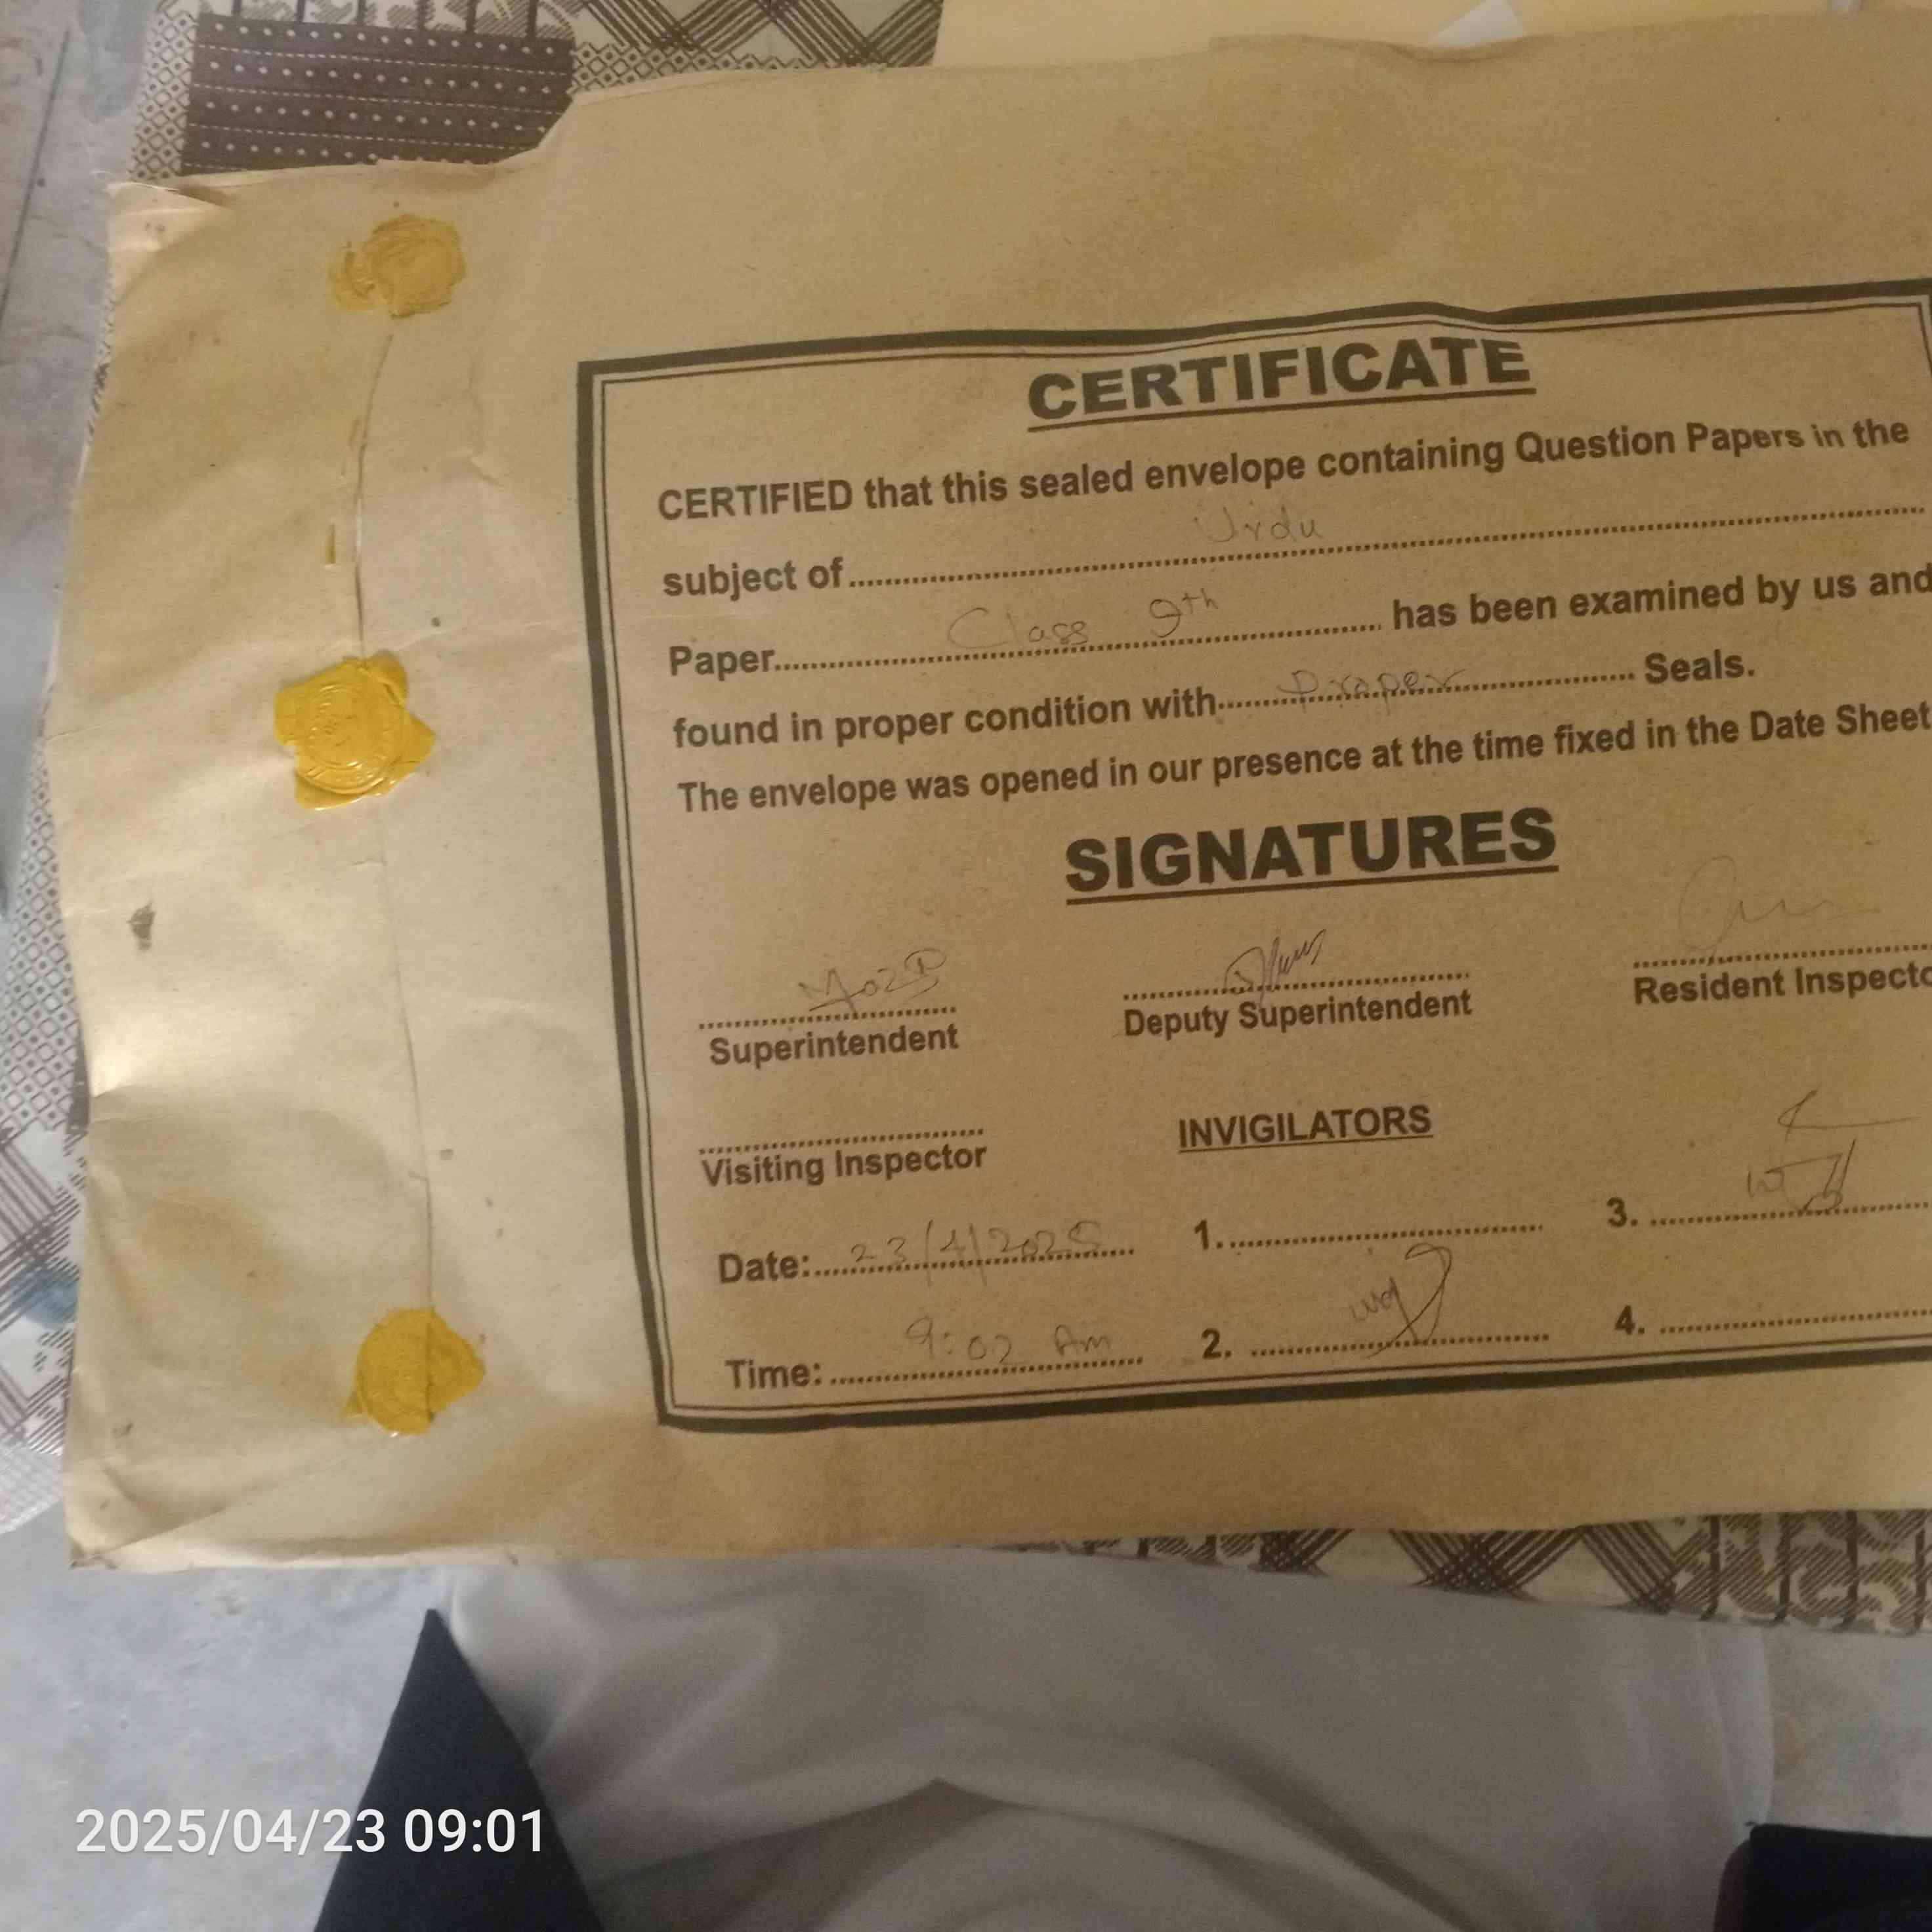 CERTIFICATE
CERTIFIED that this sealed envelope containing Question Papers in the
subject of Urdu
Paper Class 9th has been examined by us and
found in proper condition with Proper Seals.
The envelope was opened in our presence at the time fixed in the Date Sheet
SIGNATURES
Superintendent Deputy Superintendent Resident Inspecto
Visiting Inspector INVIGILATORS
Date: 23/4/2025 1. 3.
Time: 9:02 Am 2. 4.
2025/04/23 09:01